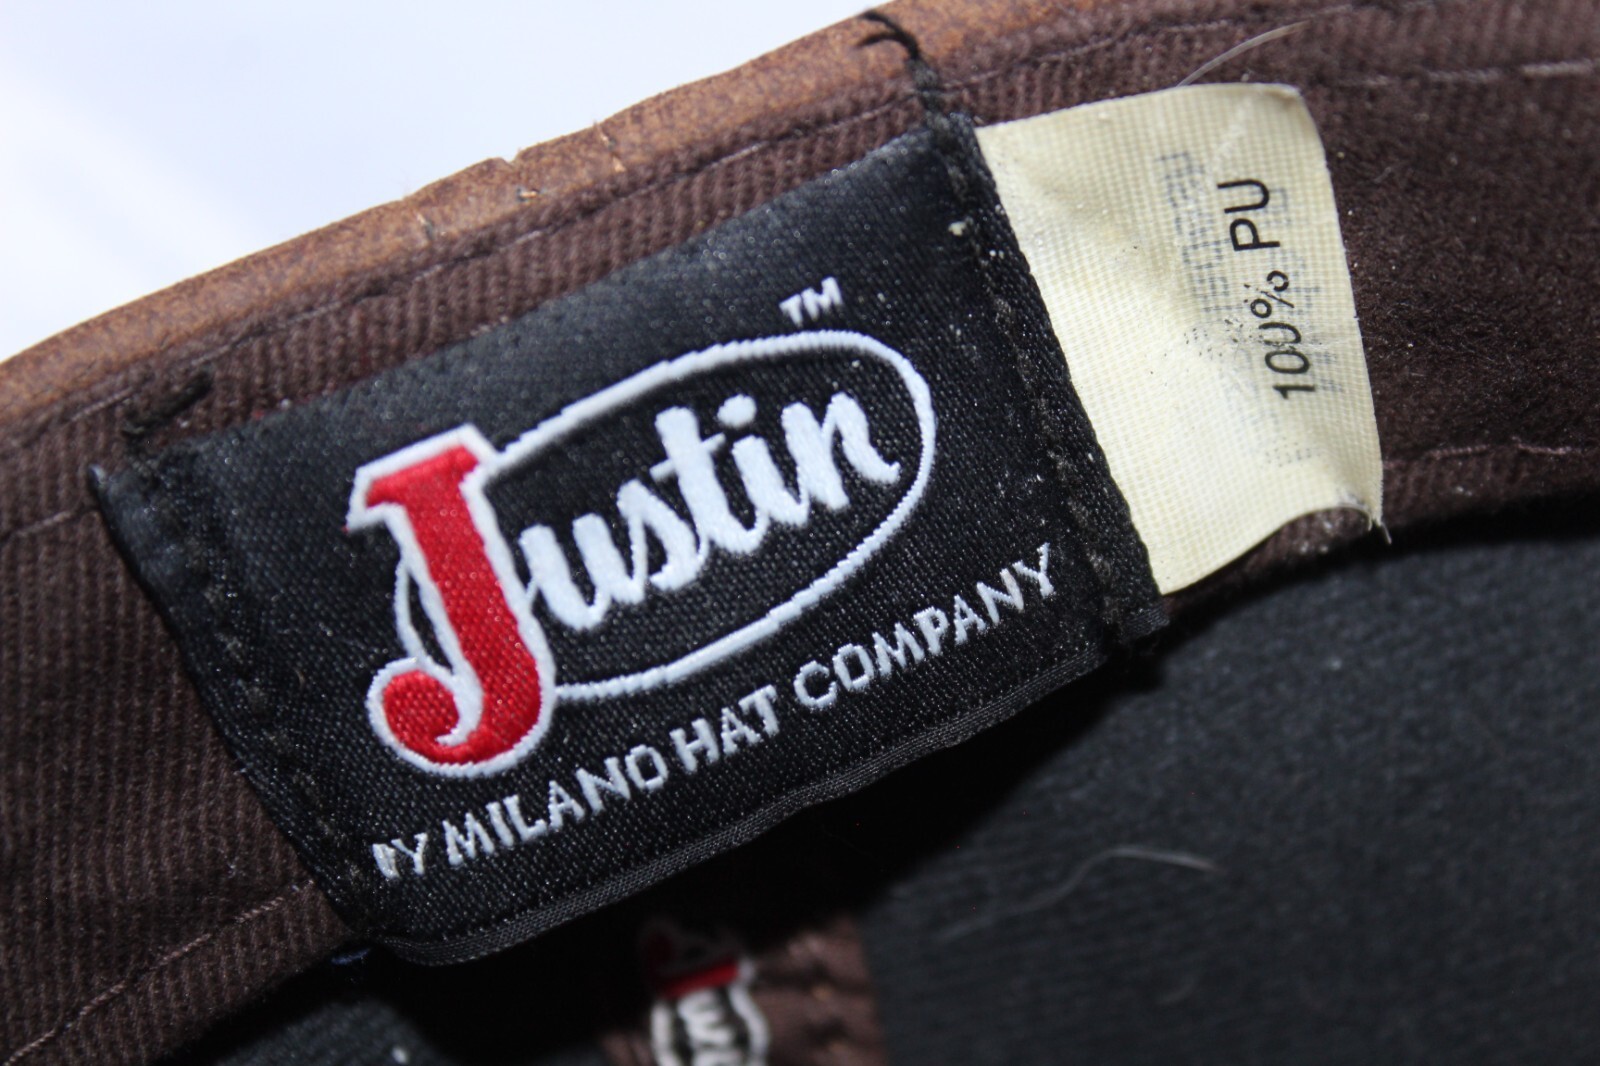 Justin™
BY MILANO HAT COMPANY
100% PU